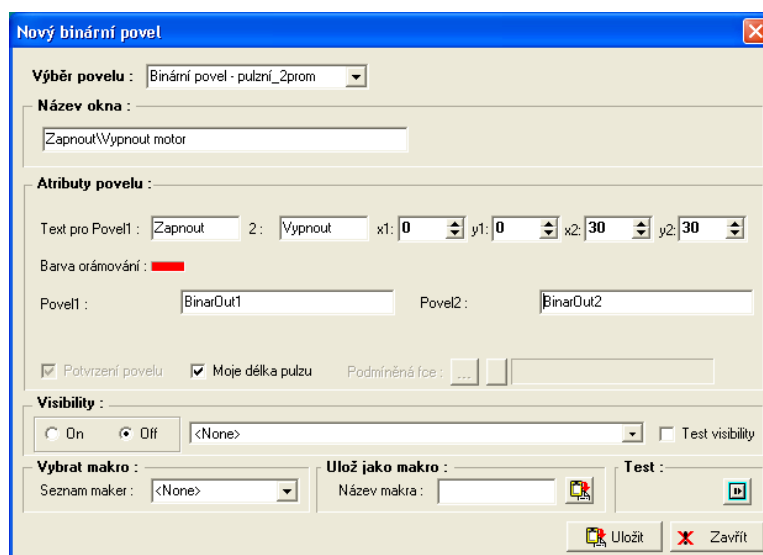 Nový binární povel
Výběr povelu : Binární povel - pulzní_2prom
Název okna :
Zapnout\Vypnout motor
Atributy povelu :
Text pro Povel1 : Zapnout 2 : Vypnout x1: 0 y1: 0 x2: 30 y2: 30
Barva orámování :
Povel1 : BinarOut1 Povel2 : BinarOut2
Potvrzení povelu Moje délka pulzu Podmíněná fce : ...
Visibility :
On Off <None> Test visibility
Vybrat makro : Ulož jako makro : Test :
Seznam maker : <None> Název makra :
Uložit Zavřít